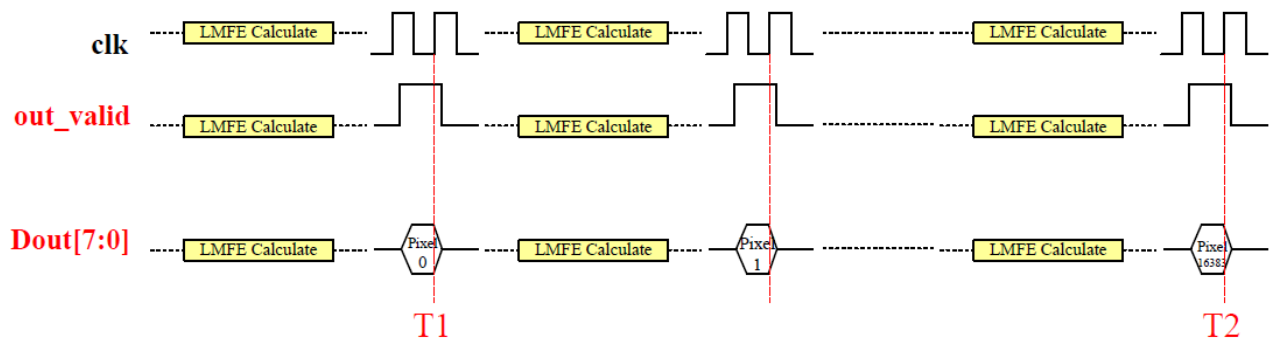 clk LMFE Calculate LMFE Calculate LMFE Calculate
out_valid LMFE Calculate LMFE Calculate LMFE Calculate
Dout[7:0] LMFE Calculate Pixel 0 LMFE Calculate Pixel 1 LMFE Calculate Pixel 16383
T1 T2